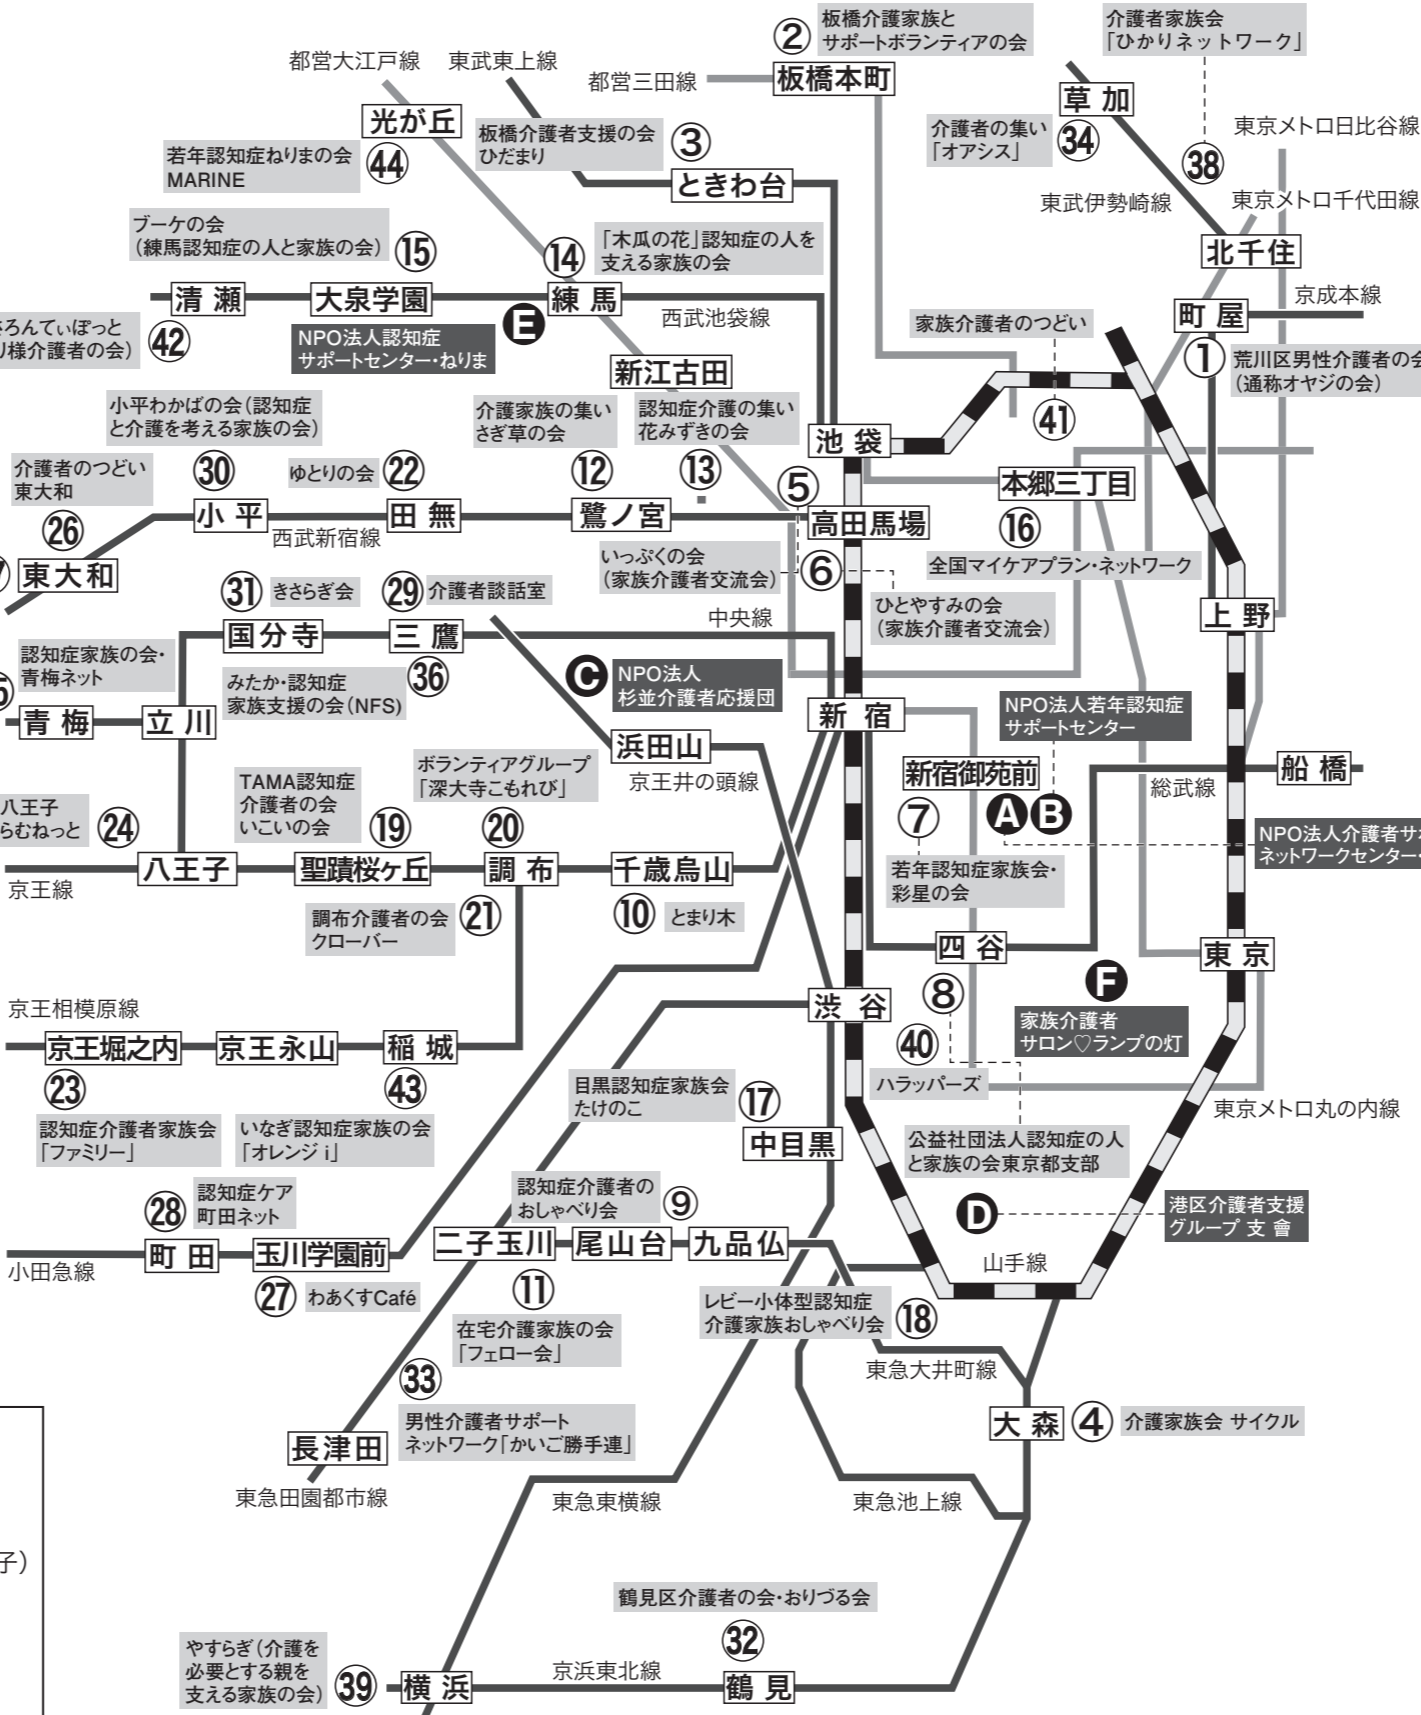 ②
板橋介護家族と
サポートボランティアの会
介護者家族会
「ひかりネットワーク」
都営大江戸線
東武東上線
都営三田線
板橋本町
草加
光が丘
板橋介護者支援の会
ひだまり
③
介護者の集い
「オアシス」
㉞
㊳
東京メトロ日比谷線
若年認知症ねりまの会
MARINE
㊹
ときわ台
東武伊勢崎線
東京メトロ千代田線
ブーケの会
(練馬認知症の人と家族の会)
⑮
⑭
「木瓜の花」認知症の人を
支える家族の会
北千住
清瀬
大泉学園
練馬
西武池袋線
町屋
京成本線
ろんてぃぽっと
り様介護者の会)
㊷
NPO法人認知症
サポートセンター・ねりま
E
家族介護者のつどい
①
荒川区男性介護者の会
(通称オヤジの会)
新江古田
小平わかばの会(認知症
と介護を考える家族の会)
介護家族の集い
さぎ草の会
認知症介護の集い
花みずきの会
池袋
㊶
介護者のつどい
東大和
㉚
ゆとりの会
㉒
⑫
⑬
⑤
本郷三丁目
㉖
小平
田無
鷺ノ宮
高田馬場
⑯
西武新宿線
東大和
いっぷくの会
(家族介護者交流会)
⑥
全国マイケアプラン・ネットワーク
㉛
きさらぎ会
㉙
介護者談話室
中央線
ひとやすみの会
(家族介護者交流会)
上野
国分寺
三鷹
認知症家族の会・
青梅ネット
みたか・認知症
家族支援の会(NFS)
㊱
C
NPO法人
杉並介護者応援団
NPO法人若年認知症
サポートセンター
青梅
立川
新宿
浜田山
京王井の頭線
新宿御苑前
総武線
船橋
八王子
らむねっと
㉔
TAMA認知症
介護者の会
いこいの会
⑲
ボランティアグループ
「深大寺こもれび」
⑳
⑦
A
B
NPO法人介護者サポ
ネットワークセンター・
八王子
聖蹟桜ヶ丘
調布
千歳烏山
京王線
若年認知症家族会・
彩星の会
調布介護者の会
クローバー
㉑
⑩
とまり木
四谷
東京
京王相模原線
渋谷
⑧
F
家族介護者
サロン♡ランプの灯
京王堀之内
京王永山
稲城
㊵
ハラッパーズ
㉓
㊸
目黒認知症家族会
たけのこ
⑰
東京メトロ丸の内線
認知症介護者家族会
「ファミリー」
いなぎ認知症家族の会
「オレンジ i」
中目黒
公益社団法人認知症の人
と家族の会東京都支部
㉘
認知症ケア
町田ネット
認知症介護者の
おしゃべり会
⑨
D
港区介護者支援
グループ 支 會
町田
玉川学園前
二子玉川
尾山台
九品仏
小田急線
山手線
㉗
わあくすCafé
⑪
レビー小体型認知症
介護家族おしゃべり会
⑱
在宅介護家族の会
「フェロー会」
㉝
東急大井町線
男性介護者サポート
ネットワーク「かいご勝手連」
大森
④
介護家族会 サイクル
長津田
東急田園都市線
東急東横線
東急池上線
子)
鶴見区介護者の会・おりづる会
やすらぎ(介護を
必要とする親を
支える家族の会)
㊴
横浜
京浜東北線
㉜
鶴見